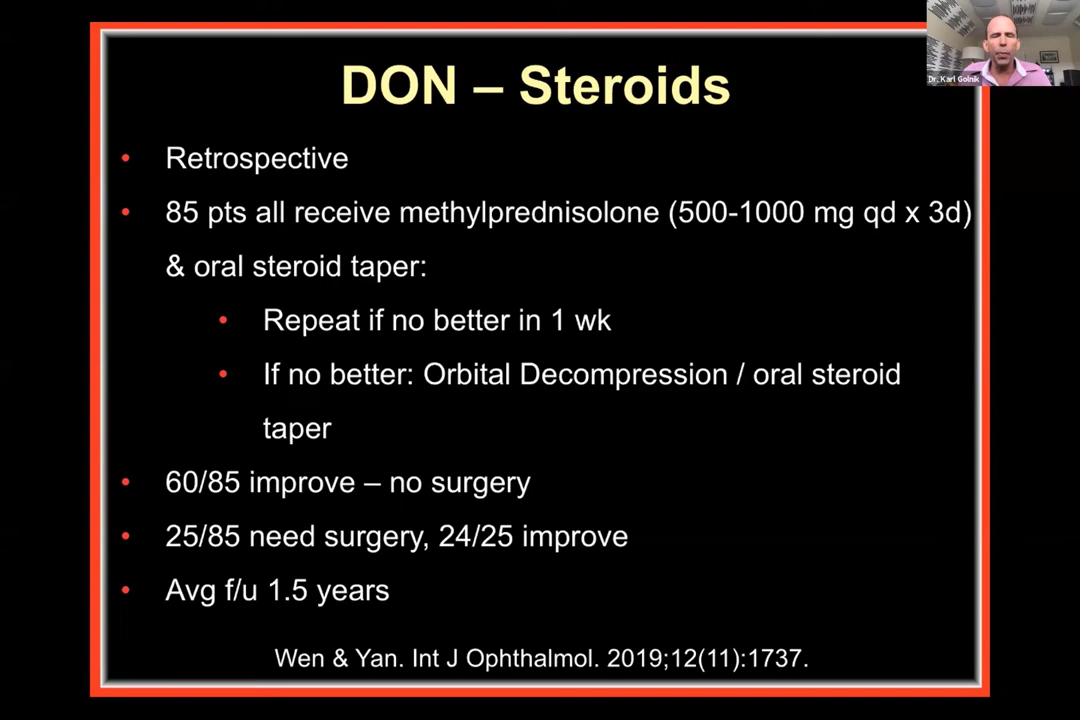 DON – Steroids
Dr. Karl Golnik
• Retrospective
• 85 pts all receive methylprednisolone (500-1000 mg qd x 3d)
& oral steroid taper:
• Repeat if no better in 1 wk
• If no better: Orbital Decompression / oral steroid
taper
• 60/85 improve – no surgery
• 25/85 need surgery, 24/25 improve
• Avg f/u 1.5 years
Wen & Yan. Int J Ophthalmol. 2019;12(11):1737.